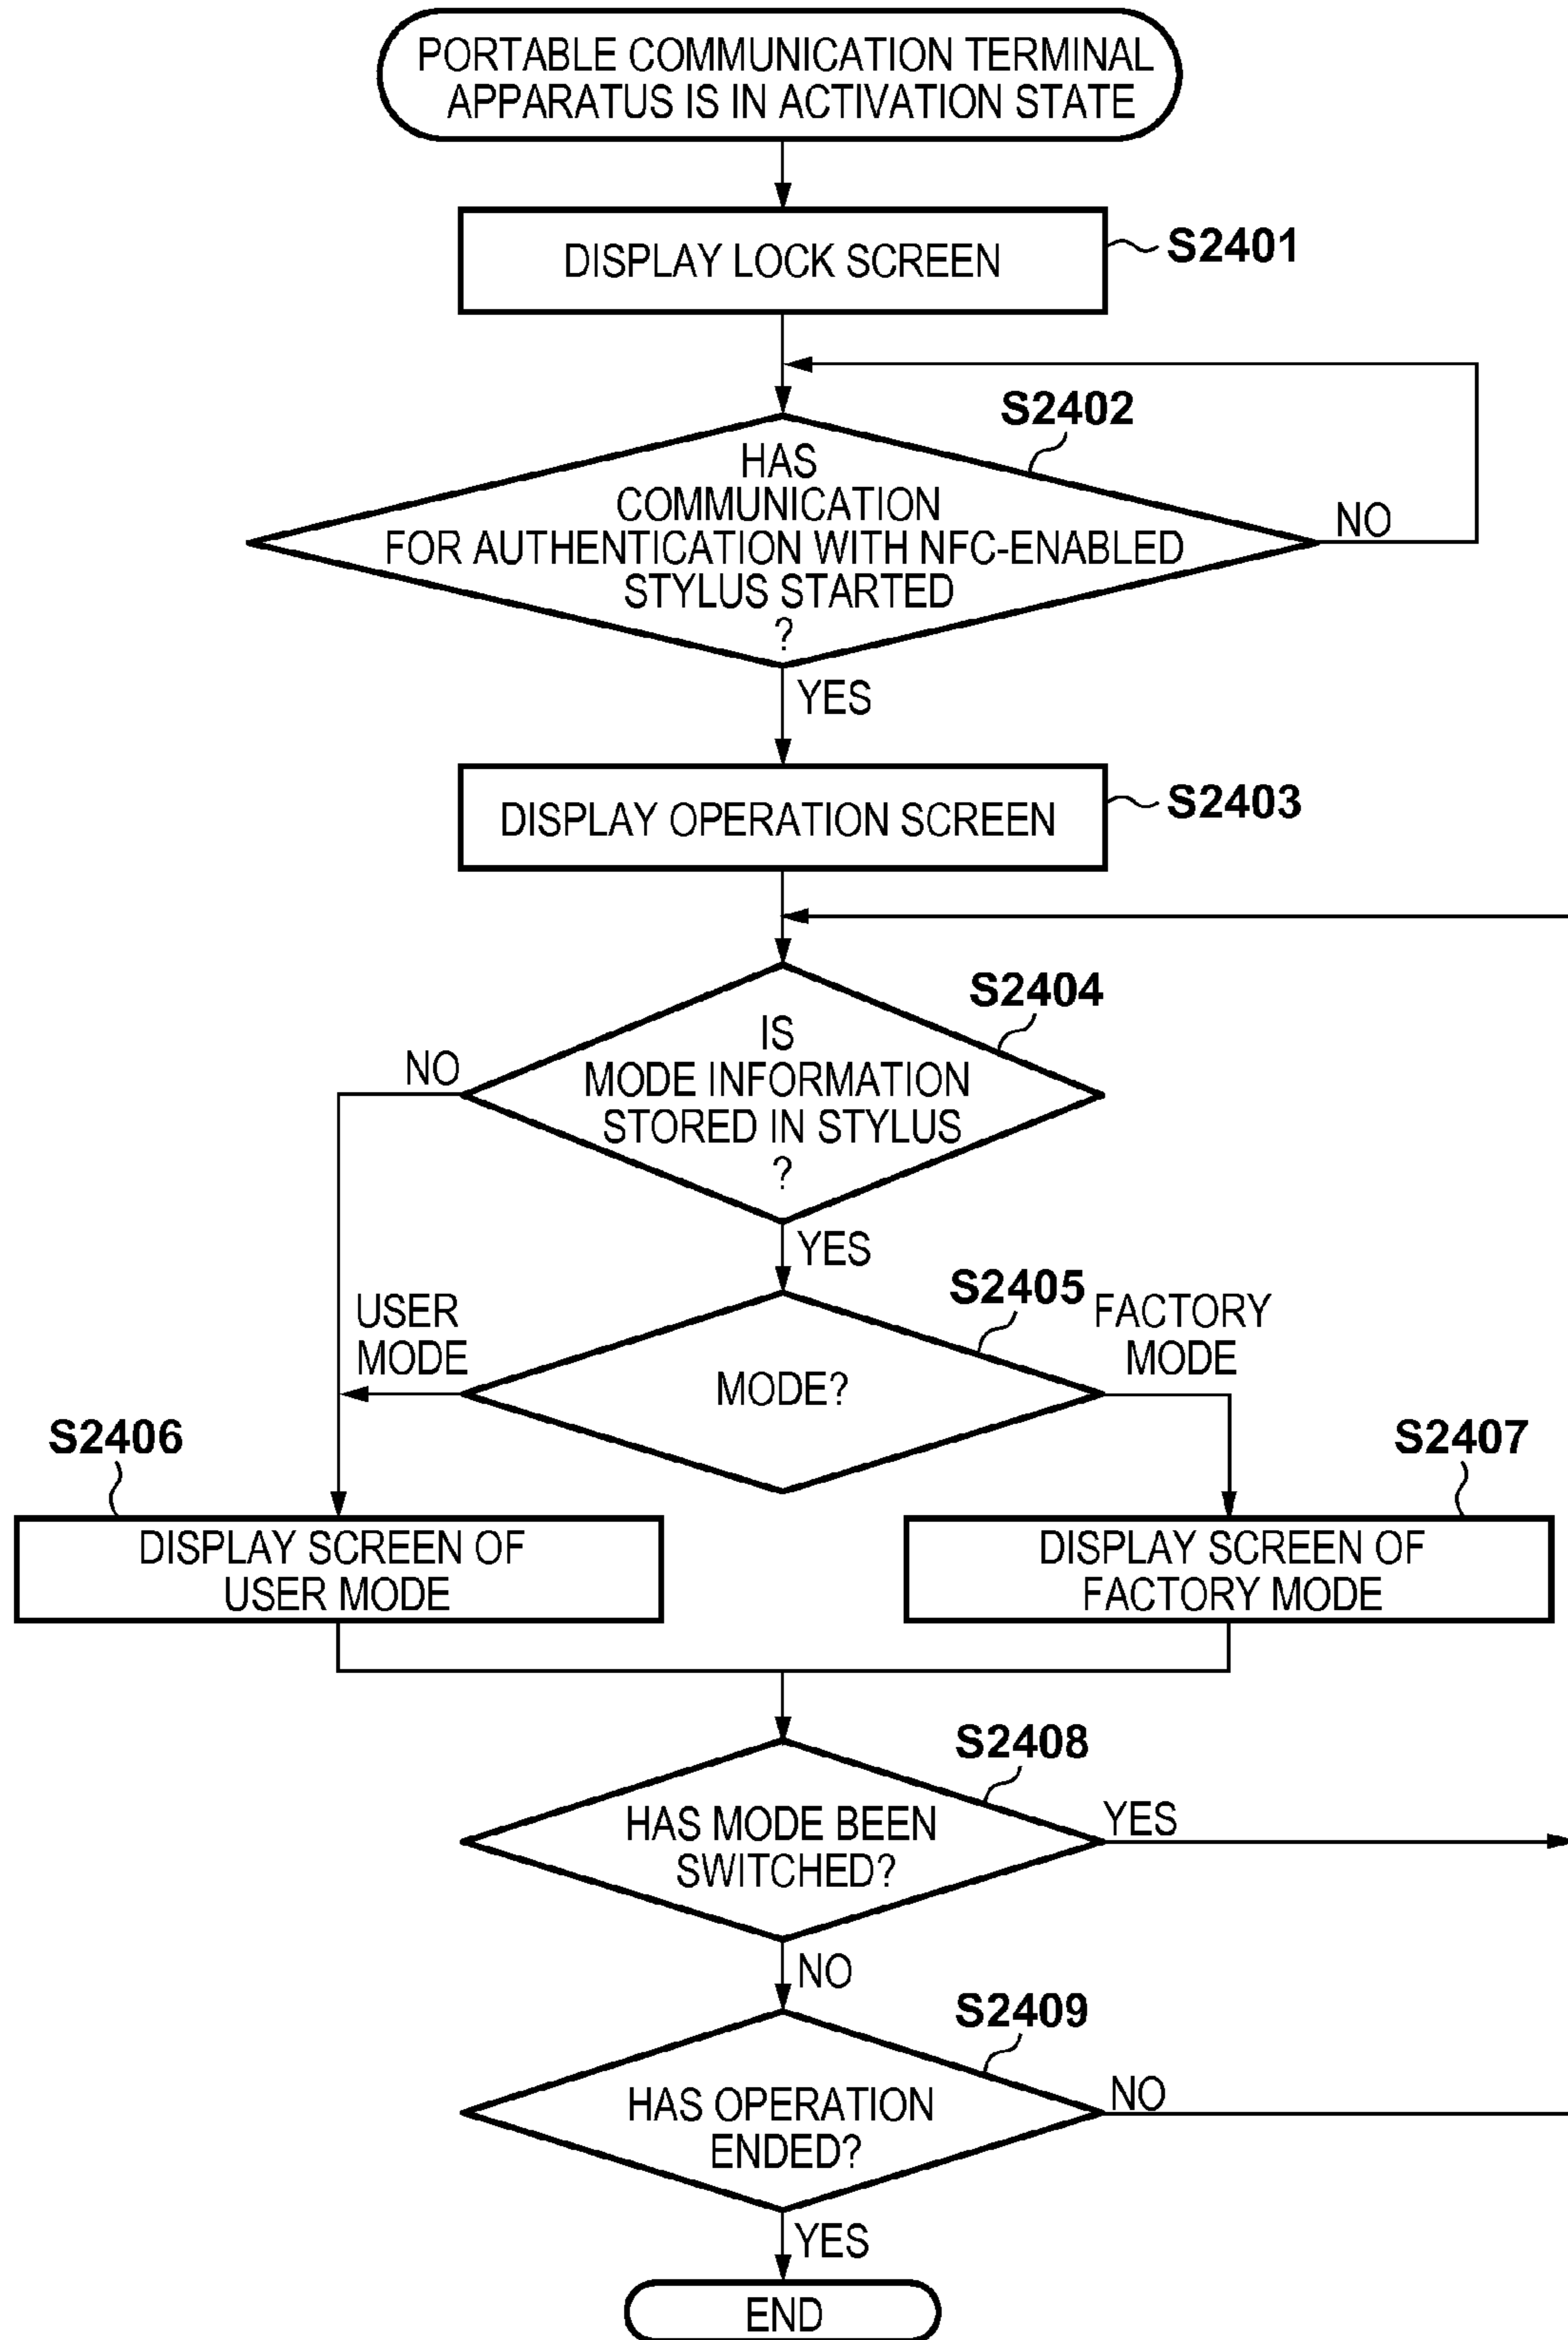 PORTABLE COMMUNICATION TERMINAL
APPARATUS IS IN ACTIVATION STATE
DISPLAY LOCK SCREEN
S2401
S2402
HAS
COMMUNICATION
FOR AUTHENTICATION WITH NFC-ENABLED
STYLUS STARTED
?
NO
YES
DISPLAY OPERATION SCREEN
S2403
S2404
IS
MODE INFORMATION
STORED IN STYLUS
?
NO
YES
S2405
USER
MODE
MODE?
FACTORY
MODE
S2406
DISPLAY SCREEN OF
USER MODE
S2407
DISPLAY SCREEN OF
FACTORY MODE
S2408
HAS MODE BEEN
SWITCHED?
YES
NO
S2409
HAS OPERATION
ENDED?
NO
YES
END